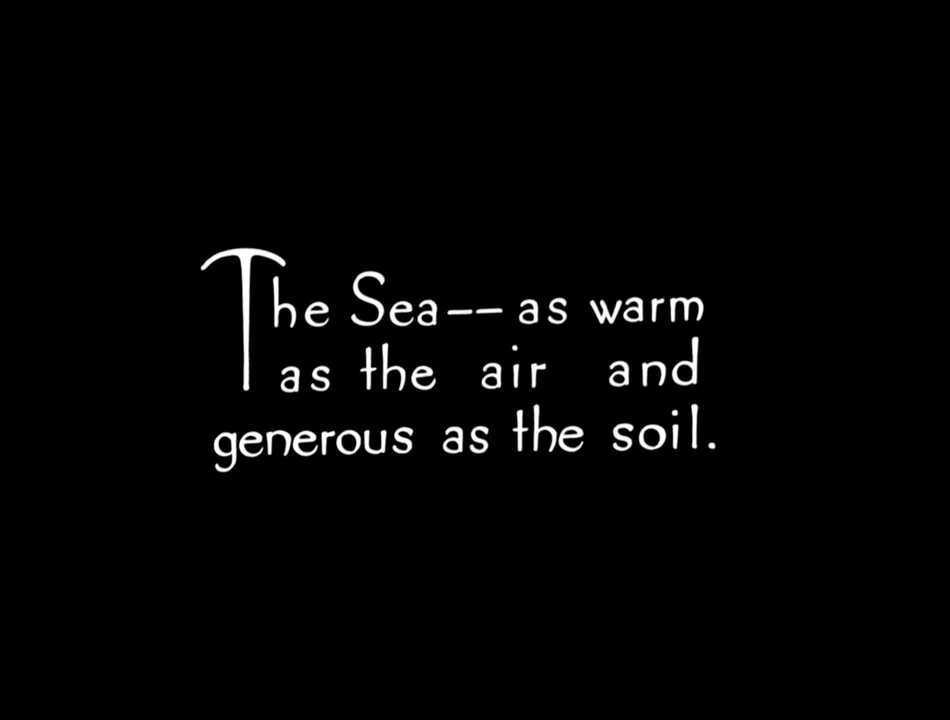 The Sea-- as warm
as the air and
generous as the soil.